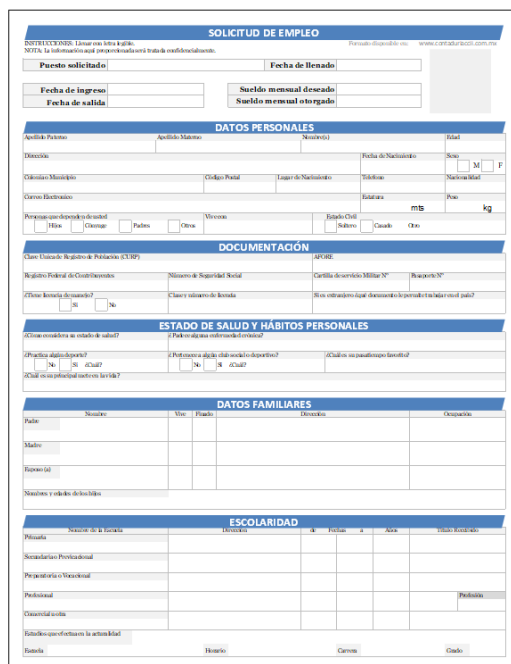 SOLICITUD DE EMPLEO
INSTRUCCIONES: Llenar con letra legible. Formato disponible en: www.contaduriacili.com.mx
NOTA: La información aquí proporcionada será tratada confidencialmente.
Puesto solicitado Fecha de llenado
Fecha de ingreso Sueldo mensual deseado
Fecha de salida Sueldo mensual otorgado
DATOS PERSONALES
Apellido Paterno Apellido Materno Nombre(s) Edad
Dirección Fecha de Nacimiento Sexo
M F
Colonia o Municipio Código Postal Lugar de Nacimiento Teléfono Nacionalidad
Correo Electronico Estatura Peso
mts kg
Personas que dependen de usted Vive con Estado Civil
Hijos Cónyuge Padres Otros Soltero Casado Otro
DOCUMENTACIÓN
Clave Única de Registro de Población (CURP) AFORE
Registro Federal de Contribuyentes Número de Seguridad Social Cartilla de servicio Militar N° Pasaporte N°
¿Tiene licencia de manejo? Clase y número de licencia Si es extranjero ¿qué documento le permite trabajar en el país?
Si No
ESTADO DE SALUD Y HÁBITOS PERSONALES
¿Cómo considera su estado de salud? ¿Padece alguna enfermedad crónica?
¿Practica algún deporte? ¿Pertenece a algún club social o deportivo? ¿Cuál es su pasatiempo favorito?
No Si ¿Cuál? No Si ¿Cuál?
¿Cuál es su principal meta en la vida?
DATOS FAMILIARES
Nombre Vive Finado Dirección Ocupación
Padre
Madre
Esposo (a)
Nombres y edades de los hijos
ESCOLARIDAD
Nombre de la Escuela Dirección de Fechas a Años Título Recibido
Primaria
Secundaria o Prevocacional
Preparatoria o Vocacional
Profesional Profesión
Comercial u otra
Estudios que efectua en la actualidad
Escuela Horario Carrera Grado